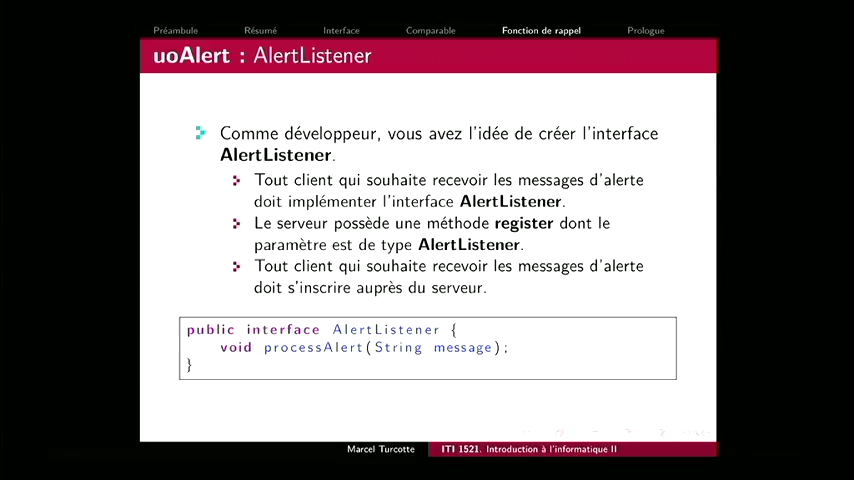 Préambule Résumé Interface Comparable Fonction de rappel Prologue
uoAlert : AlertListener
Comme développeur, vous avez l'idée de créer l'interface
AlertListener.
Tout client qui souhaite recevoir les messages d'alerte
doit implémenter l'interface AlertListener.
Le serveur possède une méthode register dont le
paramètre est de type AlertListener.
Tout client qui souhaite recevoir les messages d'alerte
doit s'inscrire auprès du serveur.
public interface AlertListener {
void processAlert(String message);
}
Marcel Turcotte ITI 1521. Introduction à l'informatique II